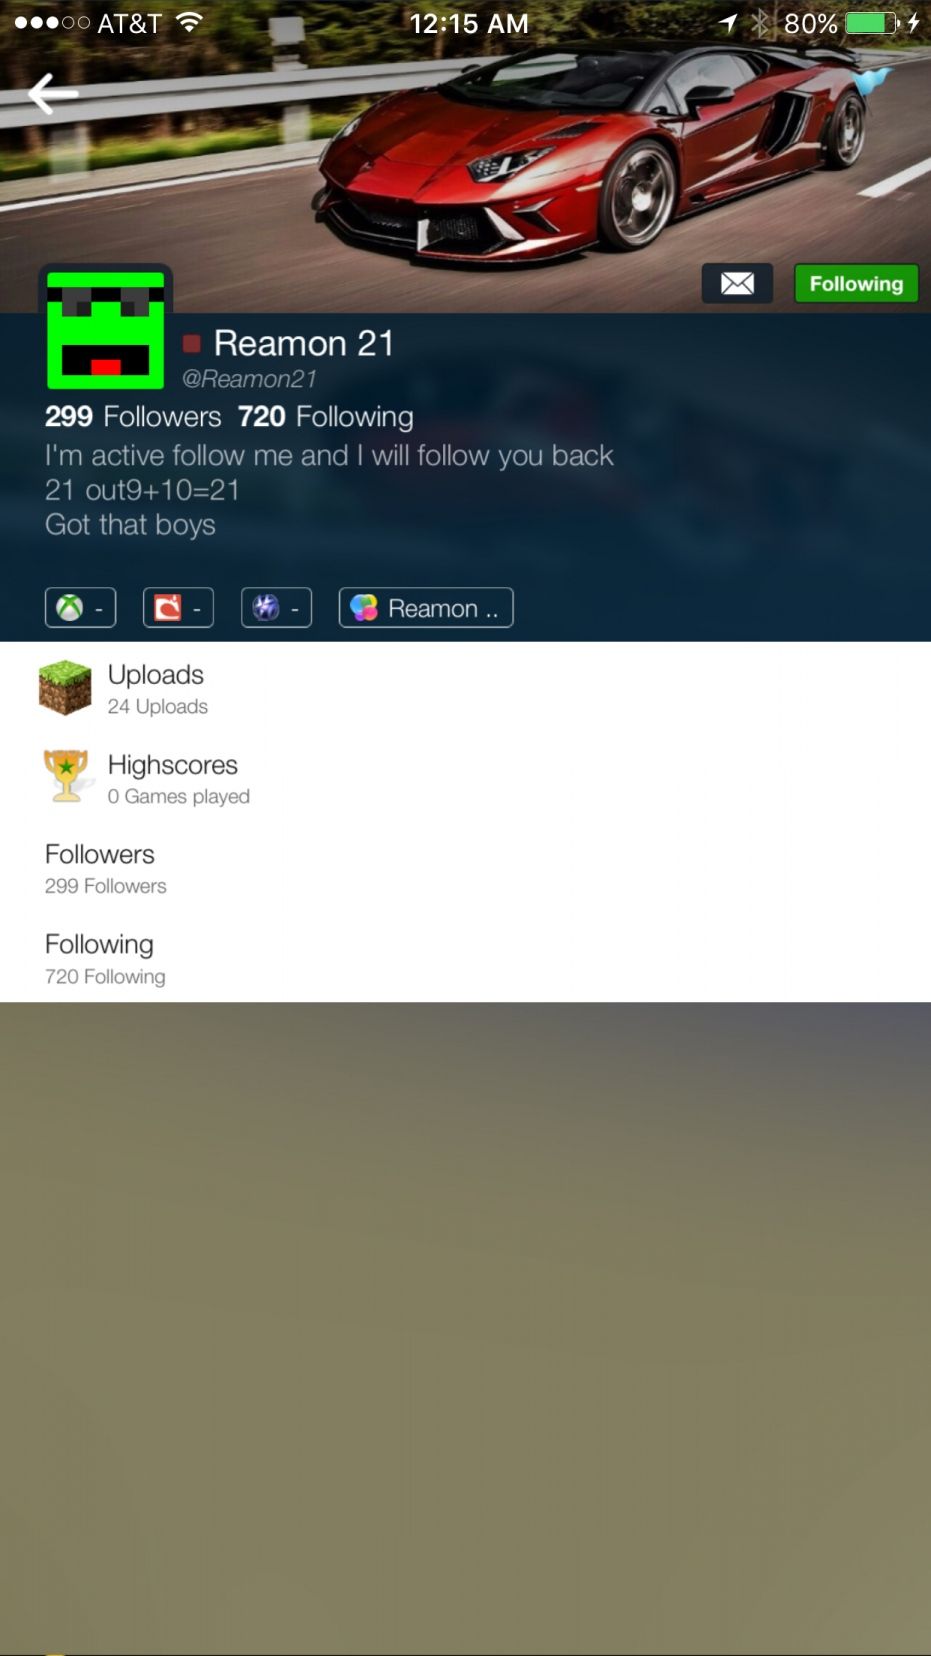 AT&T 12:15 AM 80%
Following
Reamon 21
@Reamon21
299 Followers 720 Following
I'm active follow me and I will follow you back
21 out9+10=21
Got that boys
- - - Reamon ..
Uploads
24 Uploads
Highscores
0 Games played
Followers
299 Followers
Following
720 Following